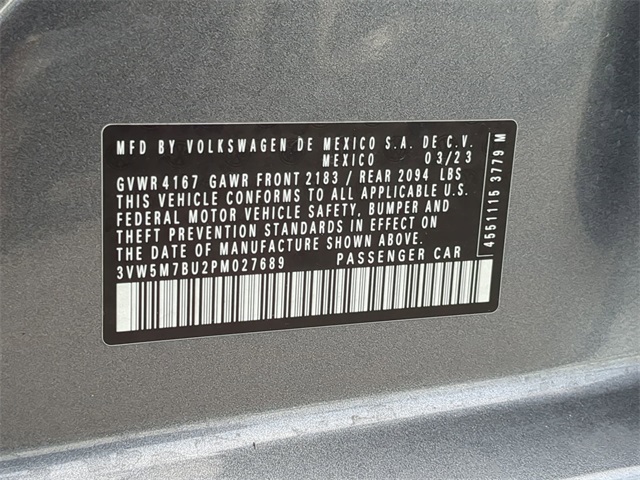 MFD BY VOLKSWAGEN DE MEXICO S.A. DE C.V.
MEXICO 03/23
GVWR 4167 GAWR FRONT 2183 / REAR 2094 LBS
THIS VEHICLE CONFORMS TO ALL APPLICABLE U.S.
FEDERAL MOTOR VEHICLE SAFETY, BUMPER AND
THEFT PREVENTION STANDARDS IN EFFECT ON
THE DATE OF MANUFACTURE SHOWN ABOVE.
3VW5M7BU2PM027689 PASSENGER CAR
4551115 3779 M